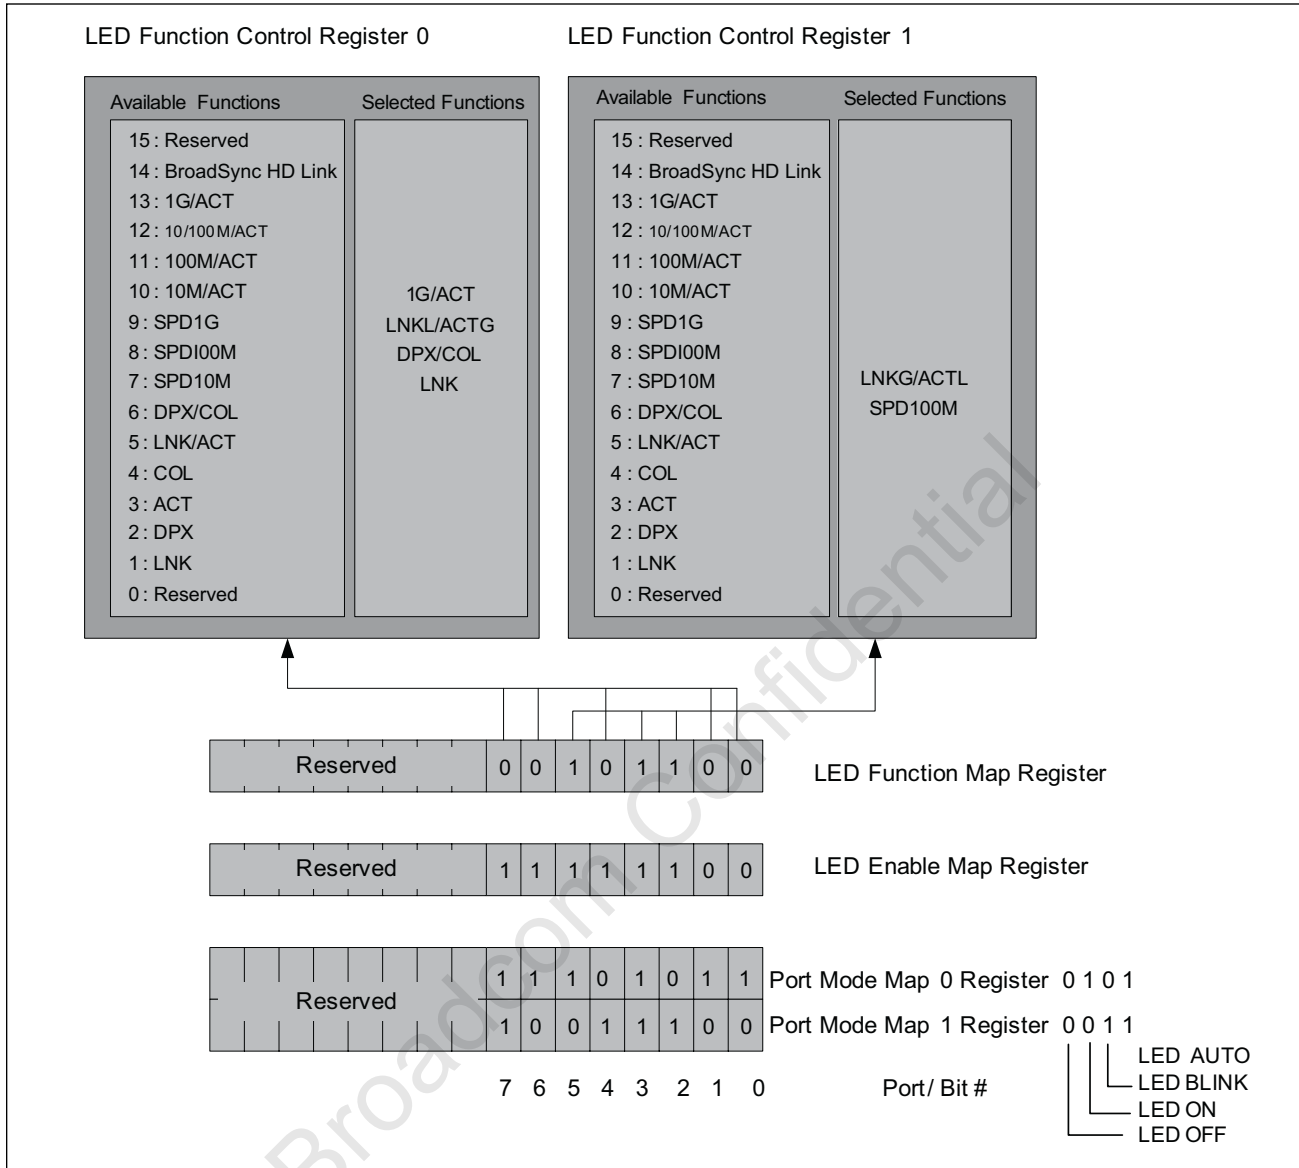 LED Function Control Register 0
LED Function Control Register 1
Available Functions
Selected Functions
15 : Reserved
14 : BroadSync HD Link
13 : 1G/ACT
12 : 10/100 M/ACT
11 : 100M/ACT
10 : 10M/ACT
9 : SPD1G
8 : SPDI00M
7 : SPD10M
6 : DPX/COL
5 : LNK/ACT
4 : COL
3 : ACT
2 : DPX
1 : LNK
0 : Reserved
1G/ACT
LNKL/ACTG
DPX/COL
LNK
Available Functions
Selected Functions
15 : Reserved
14 : BroadSync HD Link
13 : 1G/ACT
12 : 10/100 M/ACT
11 : 100M/ACT
10 : 10M/ACT
9 : SPD1G
8 : SPDI00M
7 : SPD10M
6 : DPX/COL
5 : LNK/ACT
4 : COL
3 : ACT
2 : DPX
1 : LNK
0 : Reserved
LNKG/ACTL
SPD100M
Reserved 0 0 1 0 1 1 0 0 LED Function Map Register
Reserved 1 1 1 1 1 1 0 0 LED Enable Map Register
Reserved
1 1 1 0 1 0 1 1 Port Mode Map 0 Register 0 1 0 1
1 0 0 1 1 1 0 0 Port Mode Map 1 Register 0 0 1 1
7 6 5 4 3 2 1 0 Port/ Bit #
LED AUTO
LED BLINK
LED ON
LED OFF
Broadcom Confidential